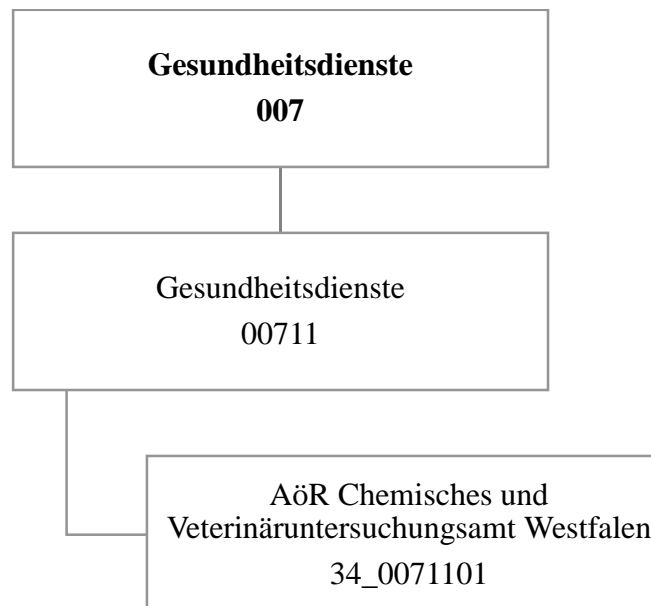 Gesundheitsdienste
007
Gesundheitsdienste
00711
AöR Chemisches und
Veterinäruntersuchungsamt Westfalen
34_0071101